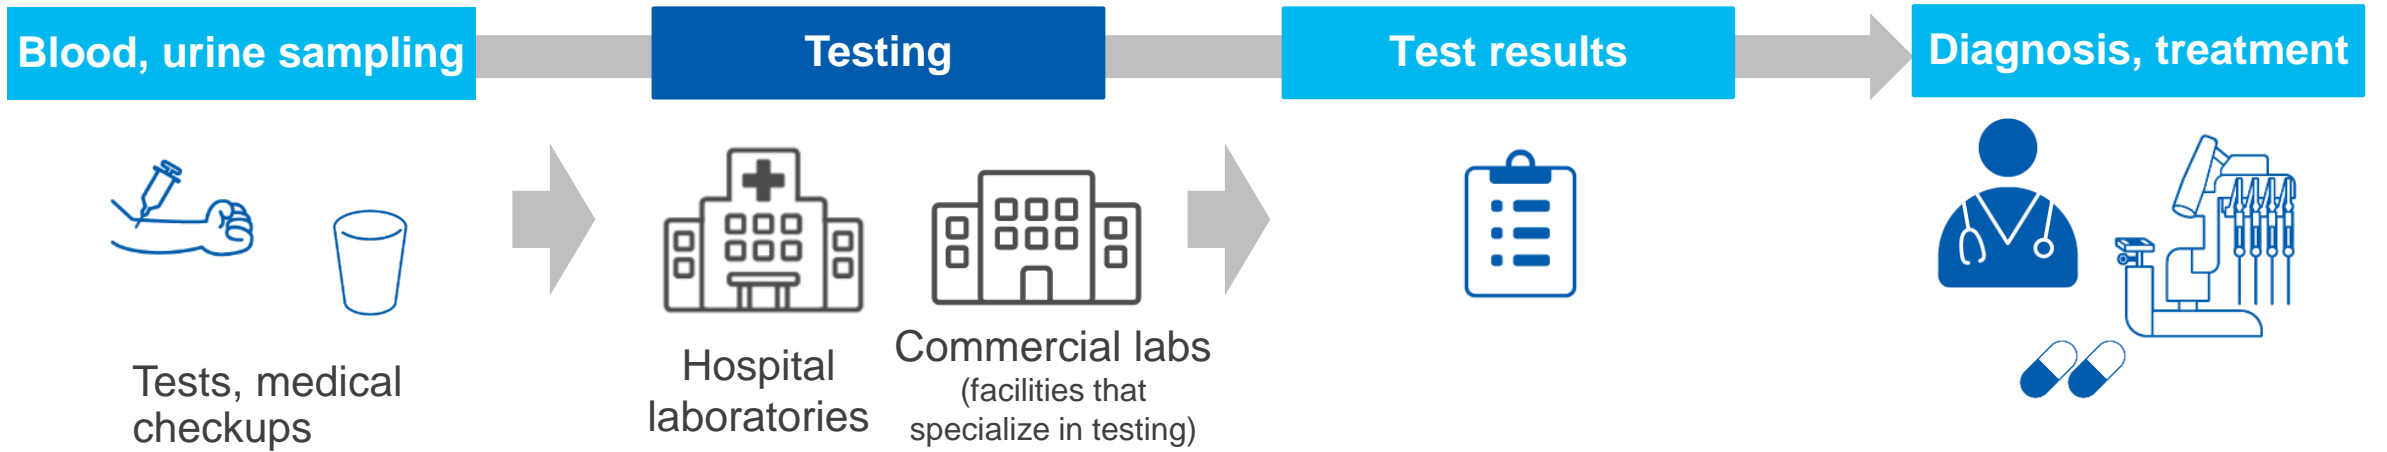 Blood, urine sampling
Testing
Test results
Diagnosis, treatment
Tests, medical
checkups
Hospital
laboratories
Commercial labs
(facilities that
specialize in testing)